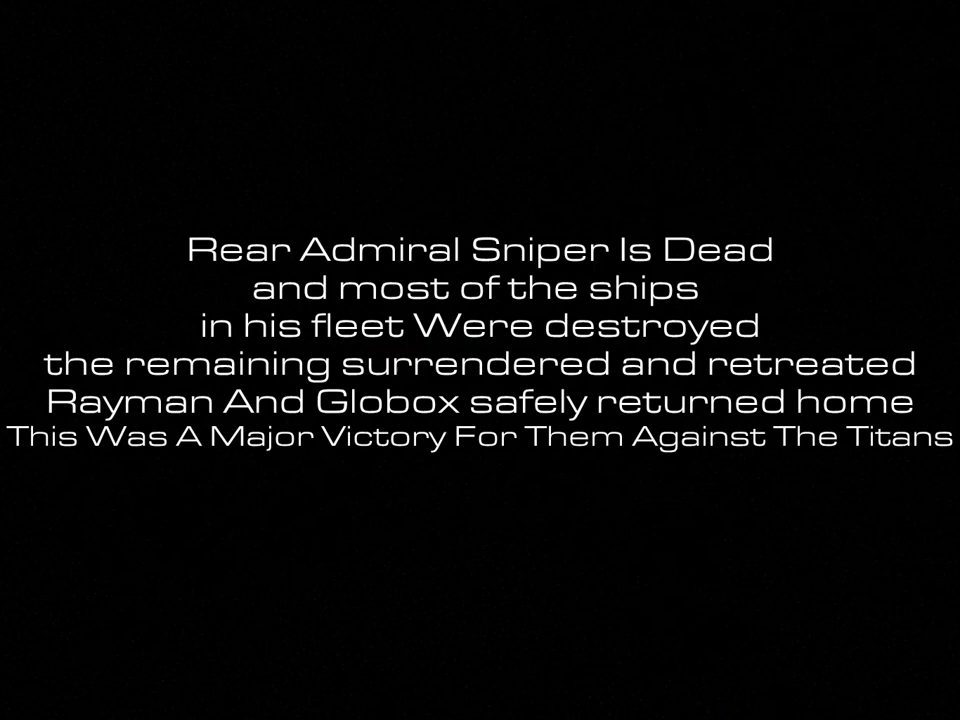 Rear Admiral Sniper Is Dead
and most of the ships
in his fleet Were destroyed
the remaining surrendered and retreated
Rayman And Globox safely returned home
This Was A Major Victory For Them Against The Titans